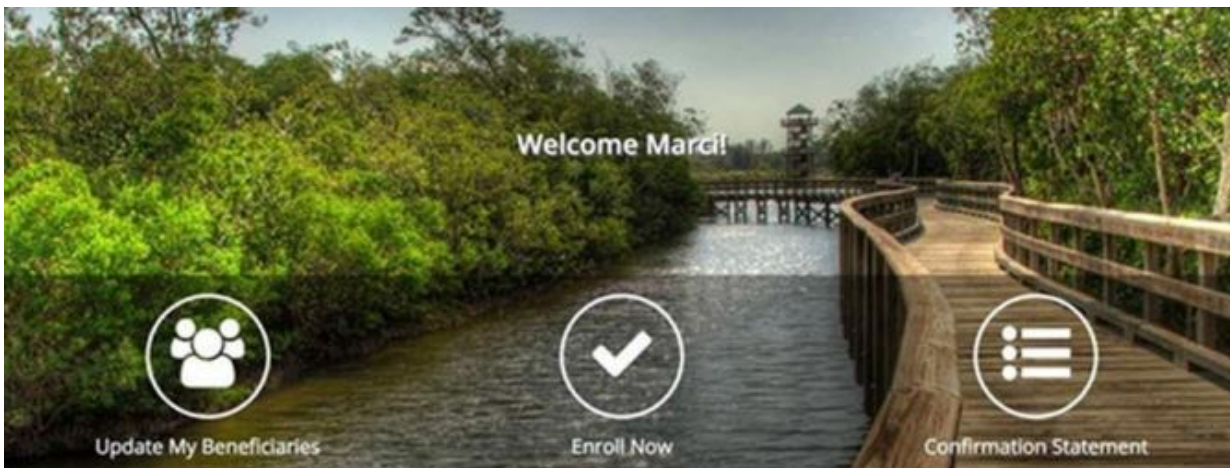 Welcome Marci!
Update My Beneficiaries
Enroll Now
Confirmation Statement